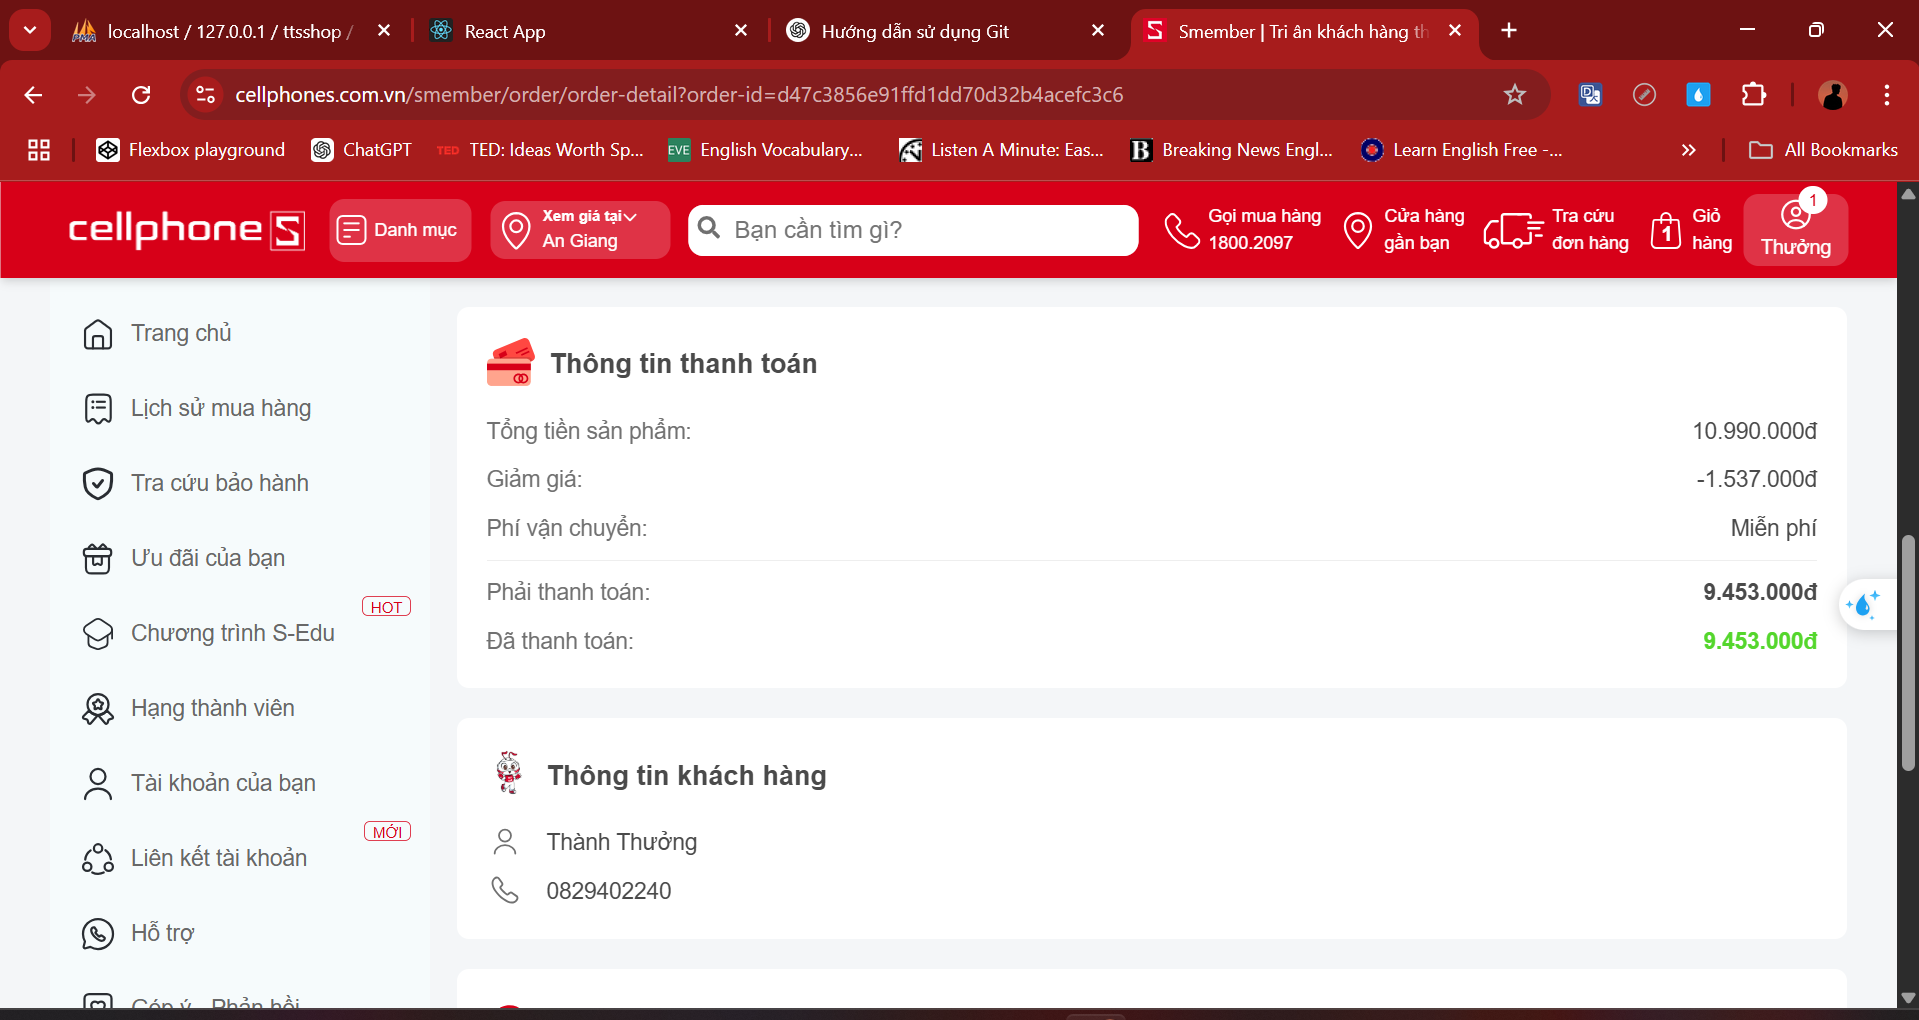 localhost / 127.0.0.1 / ttsshop /
React App
Hướng dẫn sử dụng Git
Smember | Tri ân khách hàng th
cellphones.com.vn/smember/order/order-detail?order-id=d47c3856e91ffd1dd70d32b4acefc3c6
Flexbox playground
ChatGPT
TED
TED: Ideas Worth Sp...
EVE
English Vocabulary...
Listen A Minute: Eas...
B
Breaking News Engl...
Learn English Free -...
All Bookmarks
cellphoneS
Danh mục
Xem giá tại
An Giang
Bạn cần tìm gì?
Gọi mua hàng
1800.2097
Cửa hàng
gần bạn
Tra cứu
đơn hàng
1
Giỏ
hàng
1
Thưởng
Trang chủ
Lịch sử mua hàng
Tra cứu bảo hành
Ưu đãi của bạn
HOT
Chương trình S-Edu
Hạng thành viên
Tài khoản của bạn
MỚI
Liên kết tài khoản
Hỗ trợ
Góp ý - Phản hồi
Thông tin thanh toán
Tổng tiền sản phẩm:
10.990.000đ
Giảm giá:
-1.537.000đ
Phí vận chuyển:
Miễn phí
Phải thanh toán:
9.453.000đ
Đã thanh toán:
9.453.000đ
Thông tin khách hàng
Thành Thưởng
0829402240